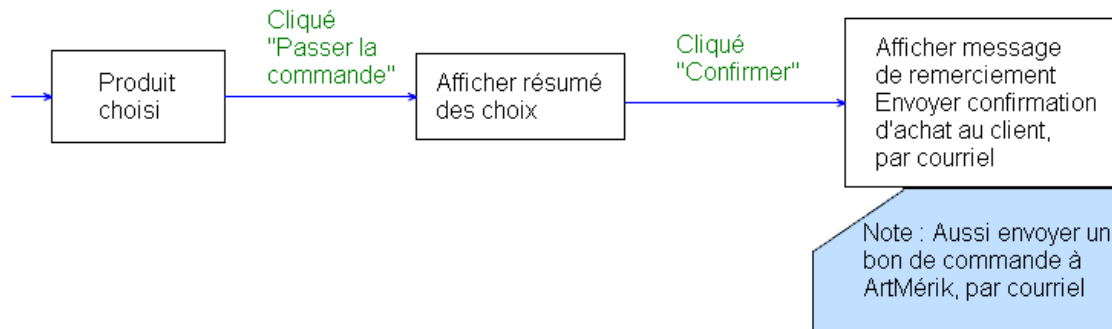 Produit
choisi
Cliqué
"Passer la
commande"
Afficher résumé
des choix
Cliqué
"Confirmer"
Afficher message
de remerciement
Envoyer confirmation
d'achat au client,
par courriel
Note : Aussi envoyer un
bon de commande à
ArtMérik, par courriel